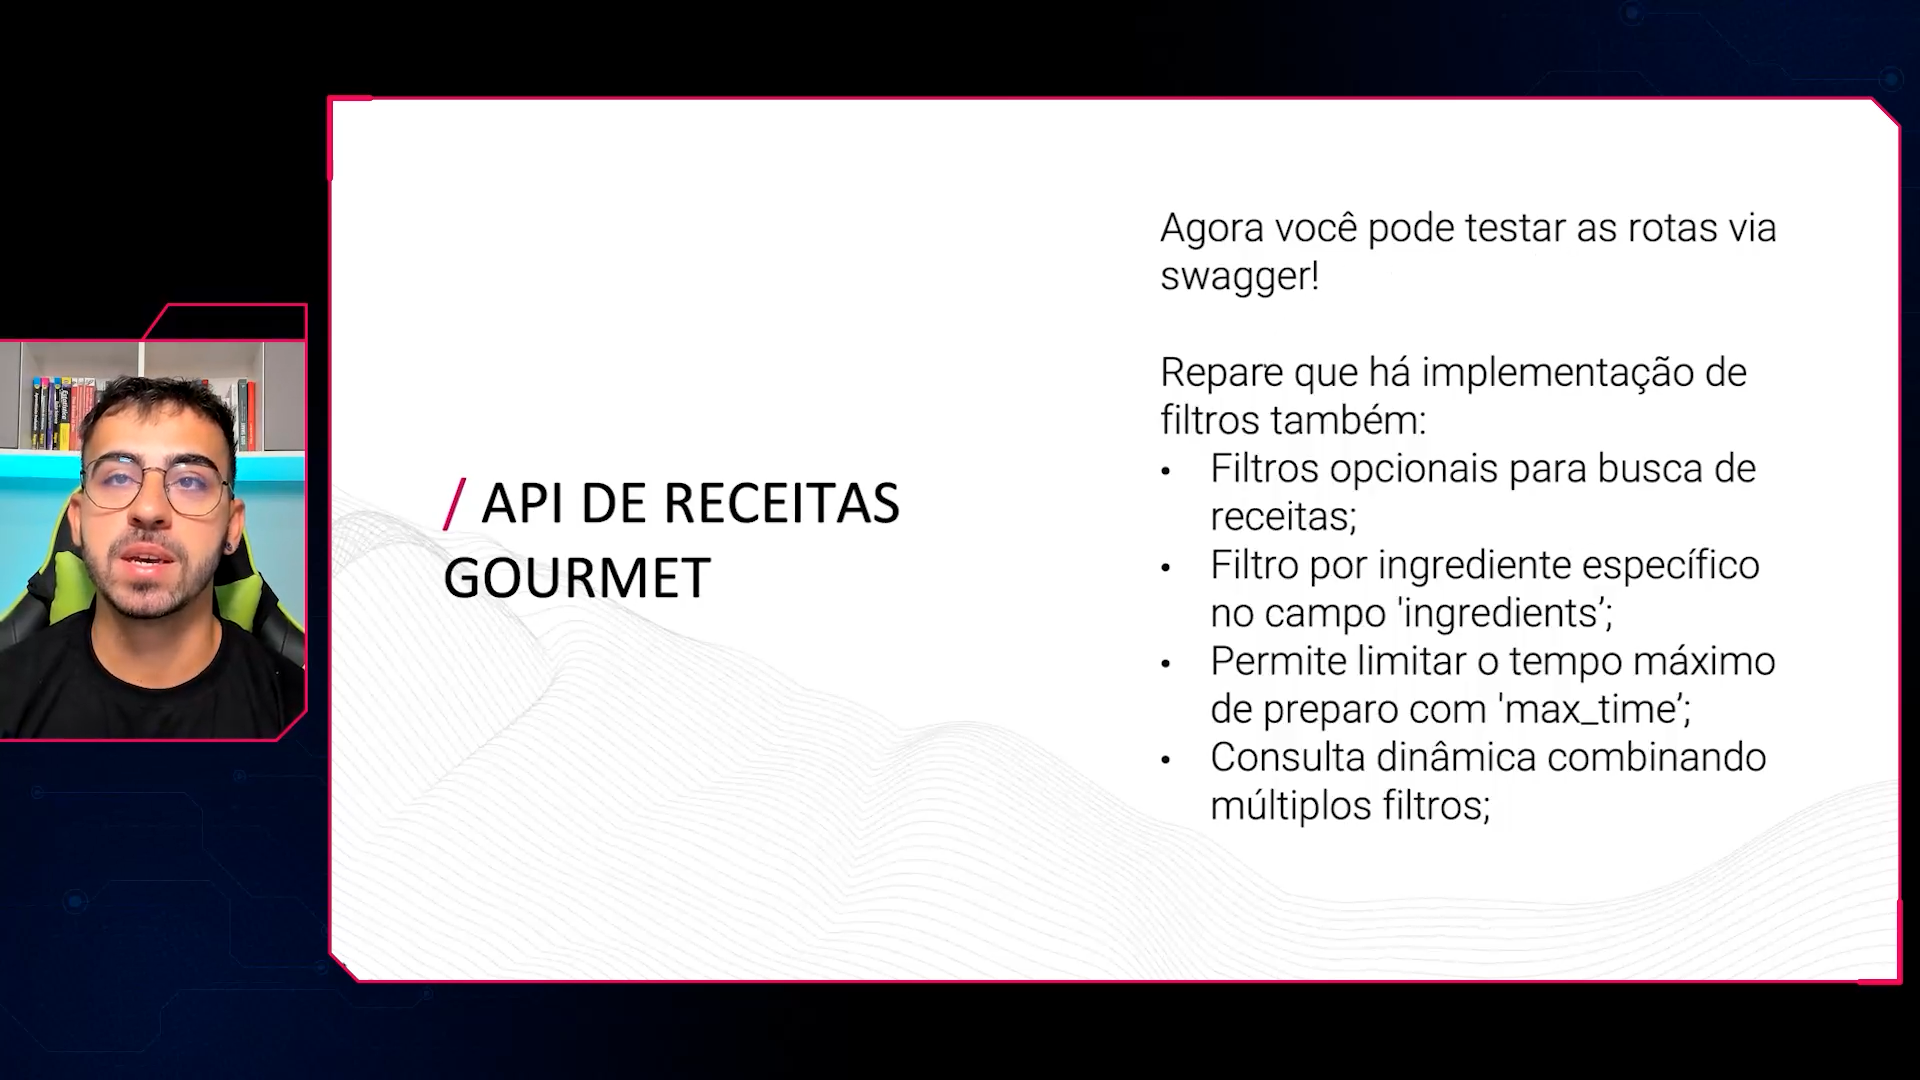 / API DE RECEITAS
GOURMET
Agora você pode testar as rotas via
swagger!
Repare que há implementação de
filtros também:
• Filtros opcionais para busca de
receitas;
• Filtro por ingrediente específico
no campo 'ingredients’;
• Permite limitar o tempo máximo
de preparo com 'max_time’;
• Consulta dinâmica combinando
múltiplos filtros;